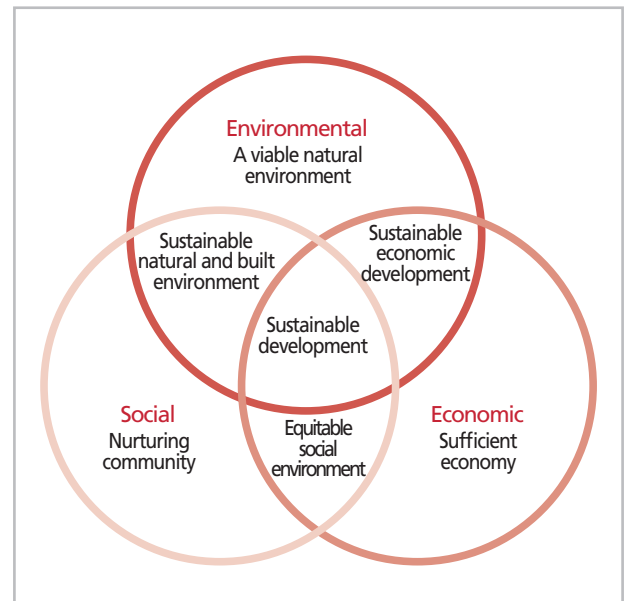 Environmental
A viable natural
environment
Sustainable
natural and built
environment
Sustainable
economic
development
Sustainable
development
Social
Nurturing
community
Equitable
social
environment
Economic
Sufficient
economy